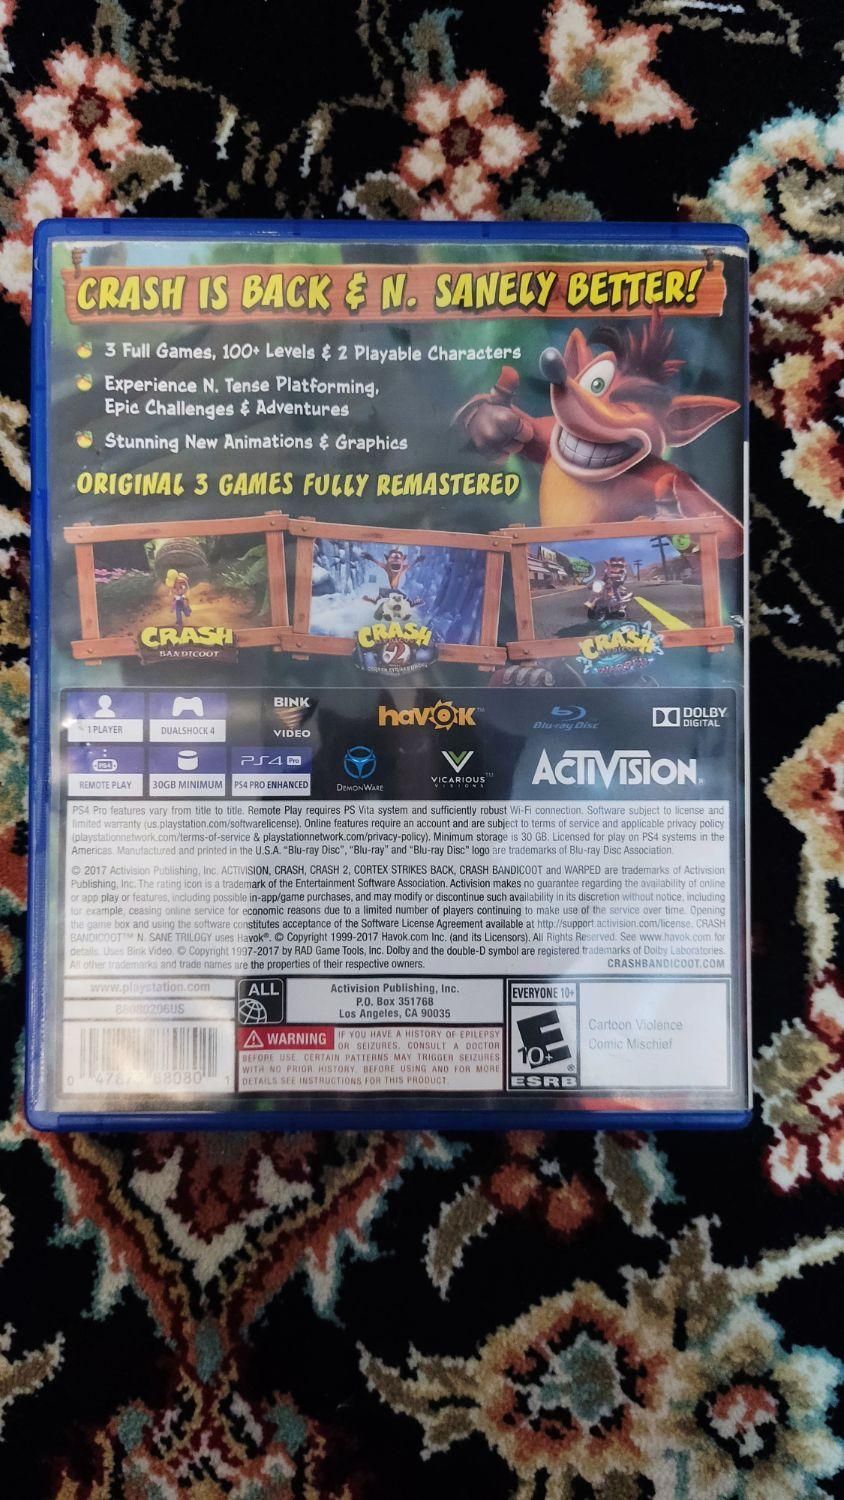 CRASH IS BACK & N. SANELY BETTER!
3 Full Games, 100+ Levels & 2 Playable Characters
Experience N. Tense Platforming,
Epic Challenges & Adventures
Stunning New Animations & Graphics
ORIGINAL 3 GAMES FULLY REMASTERED
CRASH
BANDICOOT
CRASH
2
CRASH
WARPED
1 PLAYER
DUALSHOCK 4
BINK
VIDEO
havok™
Blu-ray Disc
DOLBY
DIGITAL
PS4
REMOTE PLAY
30GB MINIMUM
PS4 Pro
PS4 PRO ENHANCED
DEMONWARE
VICARIOUS™
VISIONS
ACTIVISION®
PS4 Pro features vary from title to title. Remote Play requires PS Vita system and sufficiently robust Wi-Fi connection. Software subject to license and
limited warranty (us.playstation.com/softwarelicense). Online features require an account and are subject to terms of service and applicable privacy policy
(playstationnetwork.com/terms-of-service & playstationnetwork.com/privacy-policy). Minimum storage is 30 GB. Licensed for play on PS4 systems in the
Americas. Manufactured and printed in the U.S.A. "Blu-ray Disc", "Blu-ray" and "Blu-ray Disc" logo are trademarks of Blu-ray Disc Association.
© 2017 Activision Publishing, Inc. ACTIVISION, CRASH, CRASH 2, CORTEX STRIKES BACK, CRASH BANDICOOT and WARPED are trademarks of Activision
Publishing, Inc. The rating icon is a trademark of the Entertainment Software Association. Activision makes no guarantee regarding the availability of online
or app play or features, including possible in-app/game purchases, and may modify or discontinue such availability in its discretion without notice, including
for example, ceasing online service for economic reasons due to a limited number of players continuing to make use of the service over time. Opening
the game box and using the software constitutes acceptance of the Software License Agreement available at http://support.activision.com/license. CRASH
BANDICOOT™ N. SANE TRILOGY uses Havok®. © Copyright 1999-2017 Havok.com Inc. (and its Licensors). All Rights Reserved. See www.havok.com for
details. Uses Bink Video. © Copyright 1997-2017 by RAD Game Tools, Inc. Dolby and the double-D symbol are registered trademarks of Dolby Laboratories.
All other trademarks and trade names are the properties of their respective owners.
CRASHBANDICOOT.COM
www.playstation.com
88080206US
ALL
Activision Publishing, Inc.
P.O. Box 351768
Los Angeles, CA 90035
WARNING IF YOU HAVE A HISTORY OF EPILEPSY
OR SEIZURES, CONSULT A DOCTOR
BEFORE USE. CERTAIN PATTERNS MAY TRIGGER SEIZURES
WITH NO PRIOR HISTORY. BEFORE USING AND FOR MORE
DETAILS SEE INSTRUCTIONS FOR THIS PRODUCT.
EVERYONE 10+
E
10+
®
ESRB
Cartoon Violence
Comic Mischief
0 88080 1